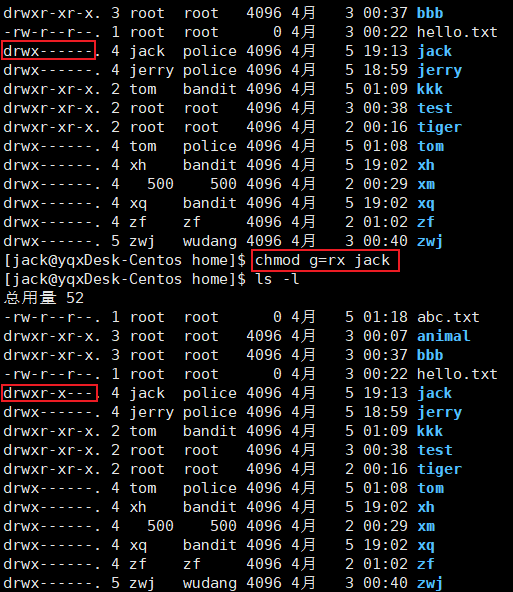 drwxr-xr-x. 3 root  root   4096 4月   3 00:37 bbb
-rw-r--r--. 1 root  root      0 4月   3 00:22 hello.txt
drwx------. 4 jack  police 4096 4月   5 19:13 jack
drwx------. 4 jerry police 4096 4月   5 18:59 jerry
drwxr-xr-x. 2 tom   bandit 4096 4月   5 01:09 kkk
drwxr-xr-x. 2 root  root   4096 4月   3 00:38 test
drwxr-xr-x. 2 root  root   4096 4月   2 00:16 tiger
drwx------. 4 tom   police 4096 4月   5 01:08 tom
drwx------. 4 xh    bandit 4096 4月   5 19:02 xh
drwx------. 4   500    500 4096 4月   2 00:29 xm
drwx------. 4 xq    bandit 4096 4月   5 19:02 xq
drwx------. 4 zf    zf     4096 4月   2 01:02 zf
drwx------. 5 zwj   wudang 4096 4月   3 00:40 zwj
[jack@yqxDesk-Centos home]$ chmod g=rx jack
[jack@yqxDesk-Centos home]$ ls -l
总用量 52
-rw-r--r--. 1 root  root      0 4月   5 01:18 abc.txt
drwxr-xr-x. 3 root  root   4096 4月   3 00:07 animal
drwxr-xr-x. 3 root  root   4096 4月   3 00:37 bbb
-rw-r--r--. 1 root  root      0 4月   3 00:22 hello.txt
drwxr-x---. 4 jack  police 4096 4月   5 19:13 jack
drwx------. 4 jerry police 4096 4月   5 18:59 jerry
drwxr-xr-x. 2 tom   bandit 4096 4月   5 01:09 kkk
drwxr-xr-x. 2 root  root   4096 4月   3 00:38 test
drwxr-xr-x. 2 root  root   4096 4月   2 00:16 tiger
drwx------. 4 tom   police 4096 4月   5 01:08 tom
drwx------. 4 xh    bandit 4096 4月   5 19:02 xh
drwx------. 4   500    500 4096 4月   2 00:29 xm
drwx------. 4 xq    bandit 4096 4月   5 19:02 xq
drwx------. 4 zf    zf     4096 4月   2 01:02 zf
drwx------. 5 zwj   wudang 4096 4月   3 00:40 zwj